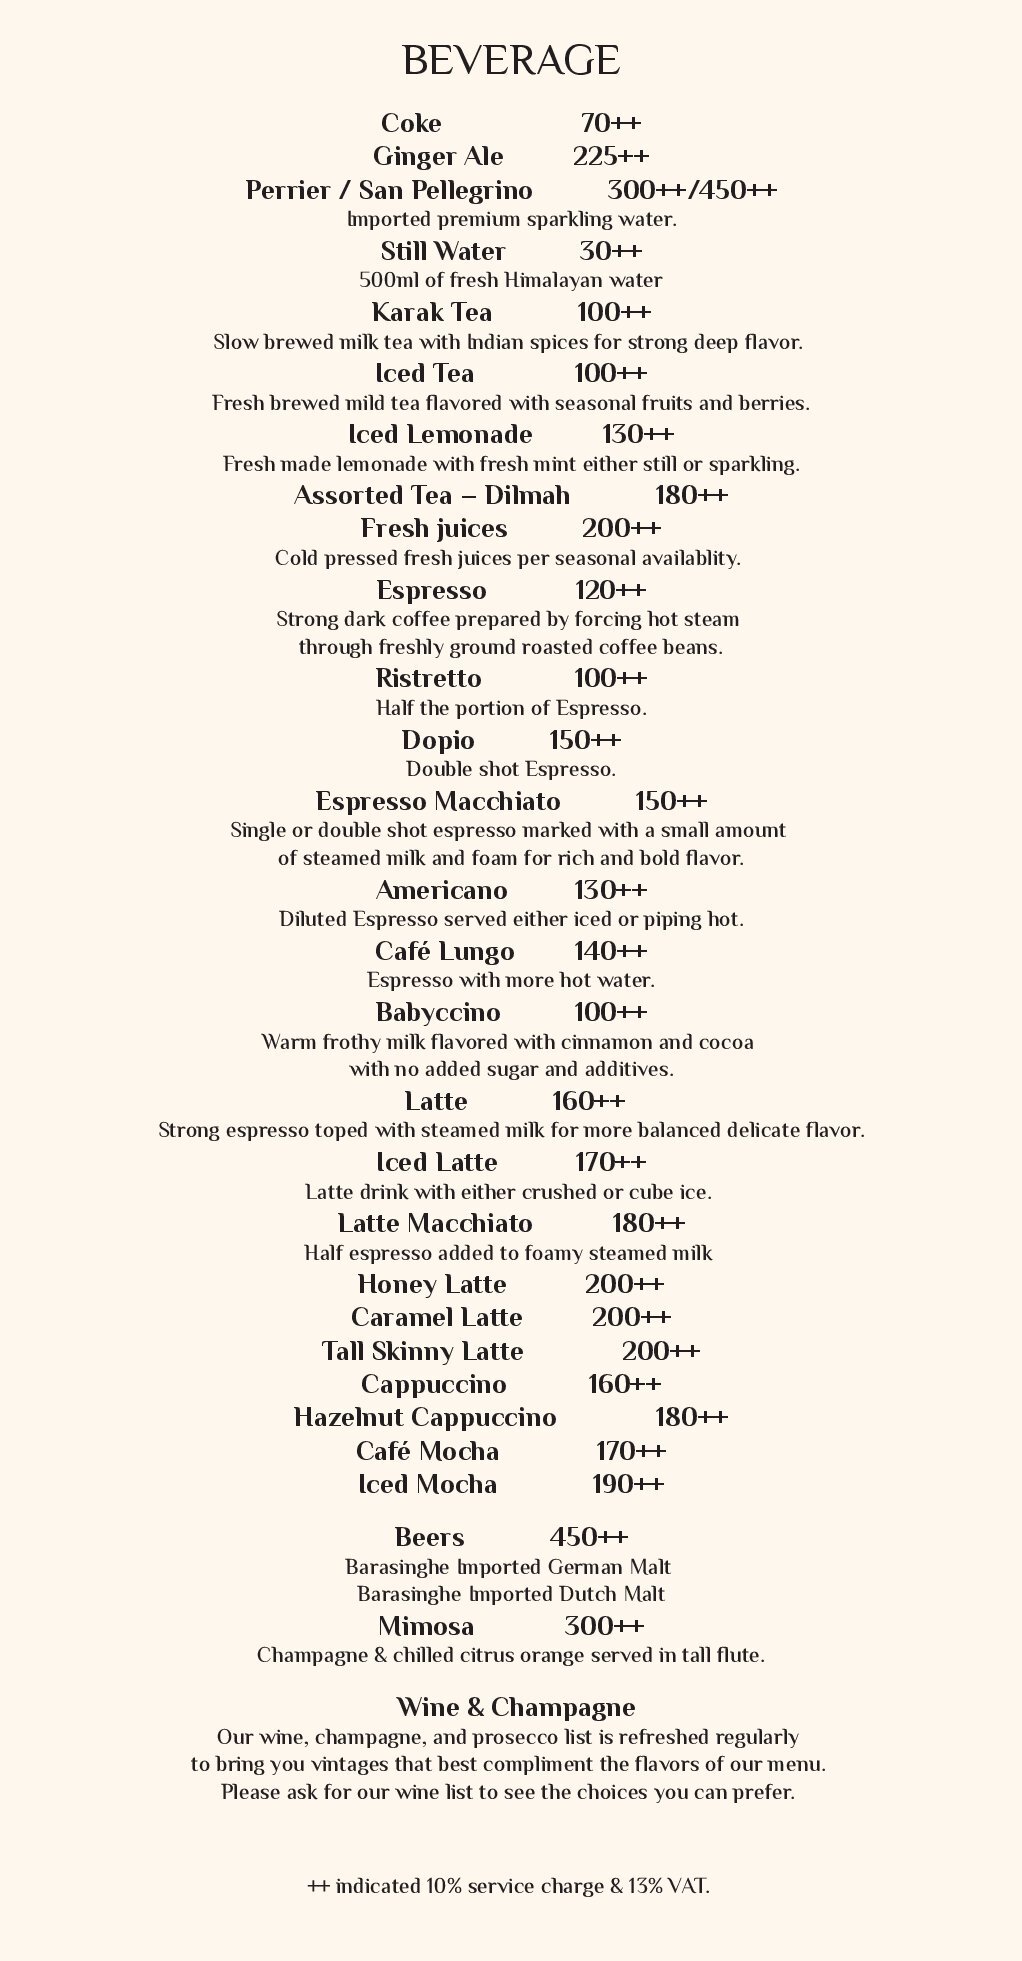 BEVERAGE
Coke 70++
Ginger Ale 225++
Perrier / San Pellegrino 300++/450++
Imported premium sparkling water.
Still Water 30++
500ml of fresh Himalayan water
Karak Tea 100++
Slow brewed milk tea with Indian spices for strong deep flavor.
Iced Tea 100++
Fresh brewed mild tea flavored with seasonal fruits and berries.
Iced Lemonade 130++
Fresh made lemonade with fresh mint either still or sparkling.
Assorted Tea – Dilmah 180++
Fresh juices 200++
Cold pressed fresh juices per seasonal availablity.
Espresso 120++
Strong dark coffee prepared by forcing hot steam
through freshly ground roasted coffee beans.
Ristretto 100++
Half the portion of Espresso.
Dopio 150++
Double shot Espresso.
Espresso Macchiato 150++
Single or double shot espresso marked with a small amount
of steamed milk and foam for rich and bold flavor.
Americano 130++
Diluted Espresso served either iced or piping hot.
Café Lungo 140++
Espresso with more hot water.
Babyccino 100++
Warm frothy milk flavored with cinnamon and cocoa
with no added sugar and additives.
Latte 160++
Strong espresso toped with steamed milk for more balanced delicate flavor.
Iced Latte 170++
Latte drink with either crushed or cube ice.
Latte Macchiato 180++
Half espresso added to foamy steamed milk
Honey Latte 200++
Caramel Latte 200++
Tall Skinny Latte 200++
Cappuccino 160++
Hazelnut Cappuccino 180++
Café Mocha 170++
Iced Mocha 190++
Beers 450++
Barasinghe Imported German Malt
Barasinghe Imported Dutch Malt
Mimosa 300++
Champagne & chilled citrus orange served in tall flute.
Wine & Champagne
Our wine, champagne, and prosecco list is refreshed regularly
to bring you vintages that best compliment the flavors of our menu.
Please ask for our wine list to see the choices you can prefer.
++ indicated 10% service charge & 13% VAT.